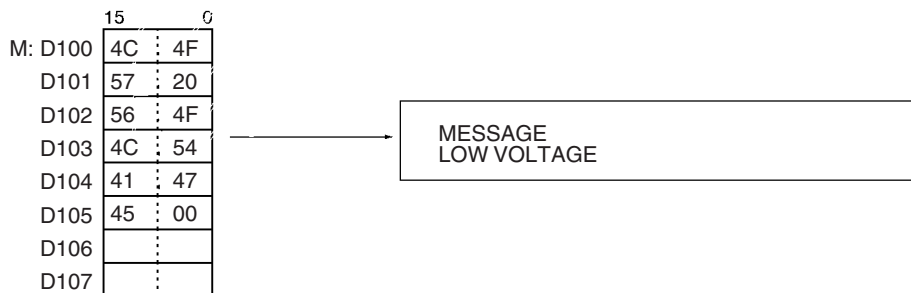 15 0
M: D100 4C 4F
D101 57 20
D102 56 4F
D103 4C 54
D104 41 47
D105 45 00
D106
D107
MESSAGE
LOW VOLTAGE